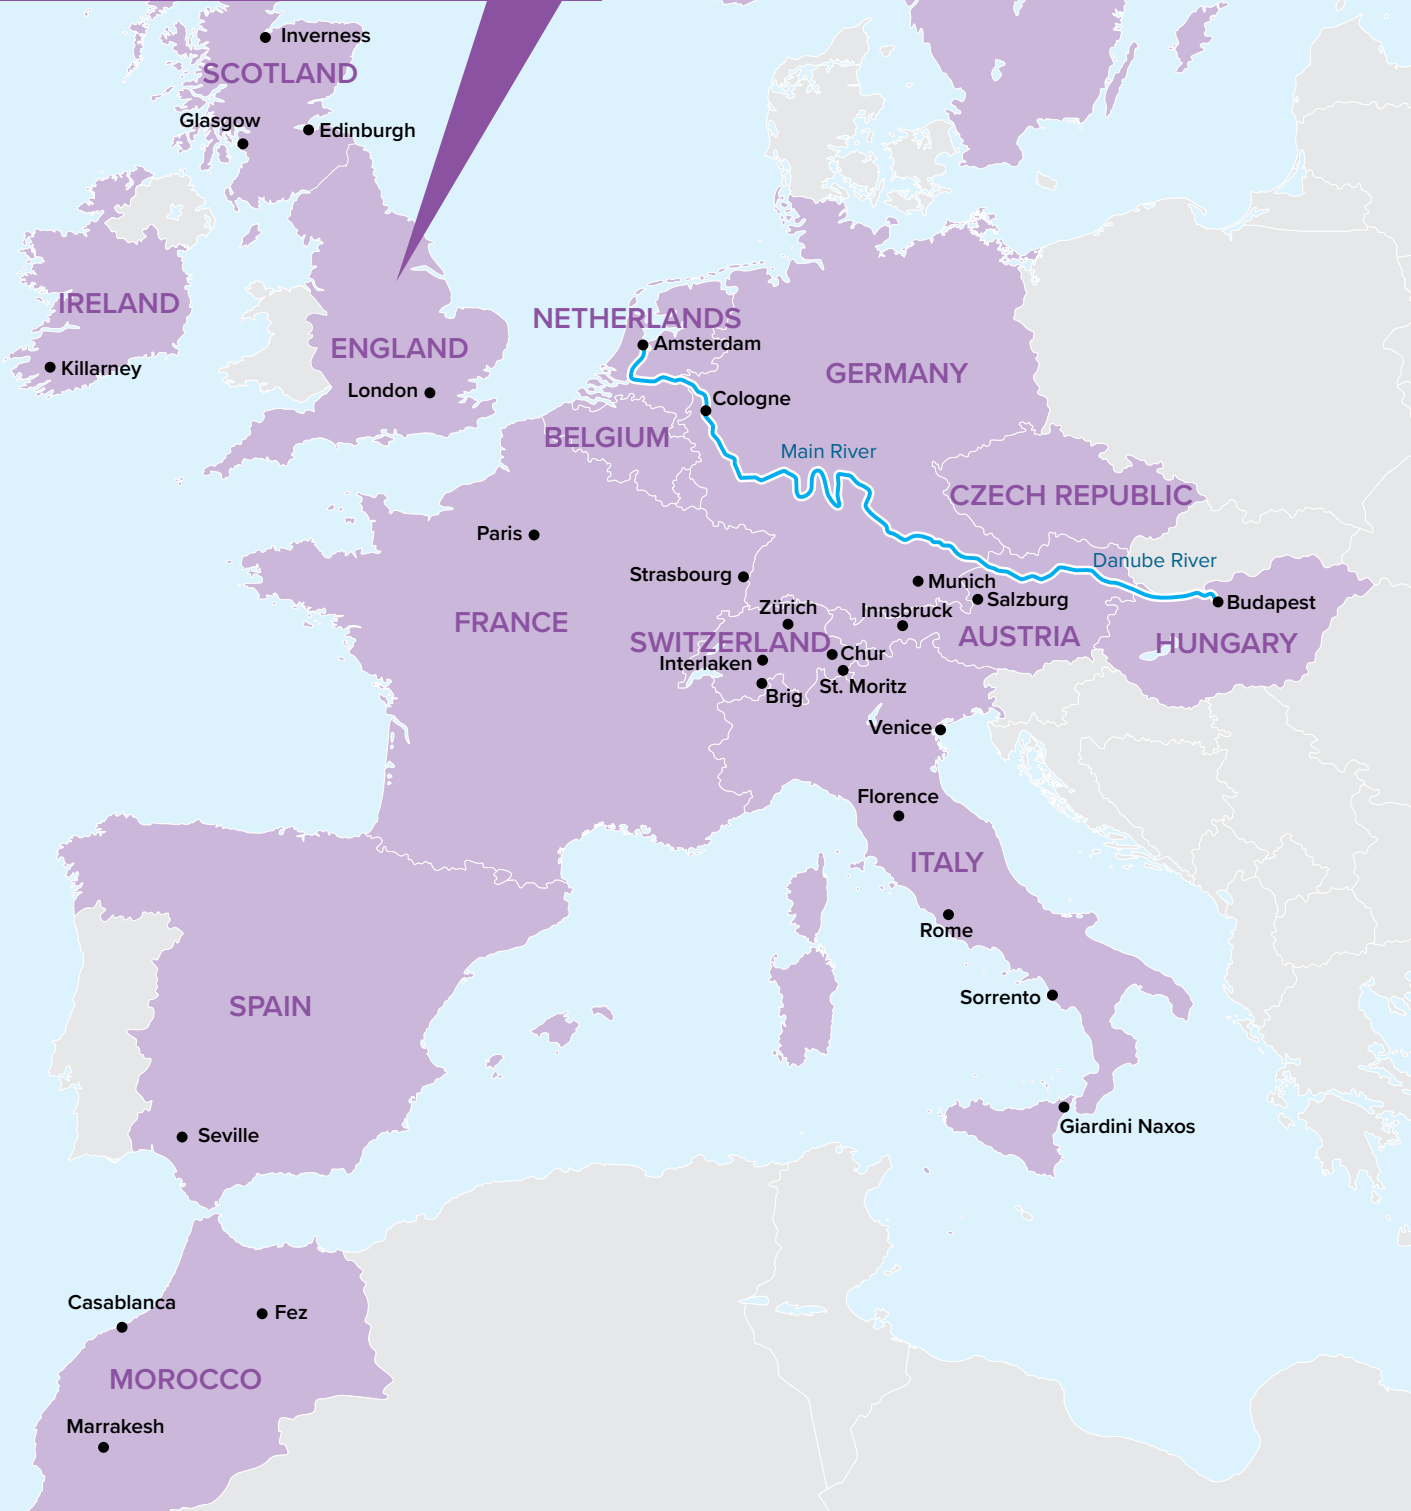 Inverness
SCOTLAND
Glasgow
Edinburgh
IRELAND
Killarney
ENGLAND
London
NETHERLANDS
Amsterdam
GERMANY
Cologne
BELGIUM
Main River
CZECH REPUBLIC
Paris
Danube River
Strasbourg
Munich
Zürich
Innsbruck
Salzburg
Budapest
FRANCE
SWITZERLAND
AUSTRIA
HUNGARY
Interlaken
Chur
St. Moritz
Brig
Venice
Florence
ITALY
Rome
Sorrento
SPAIN
Giardini Naxos
Seville
Casablanca
Fez
MOROCCO
Marrakesh